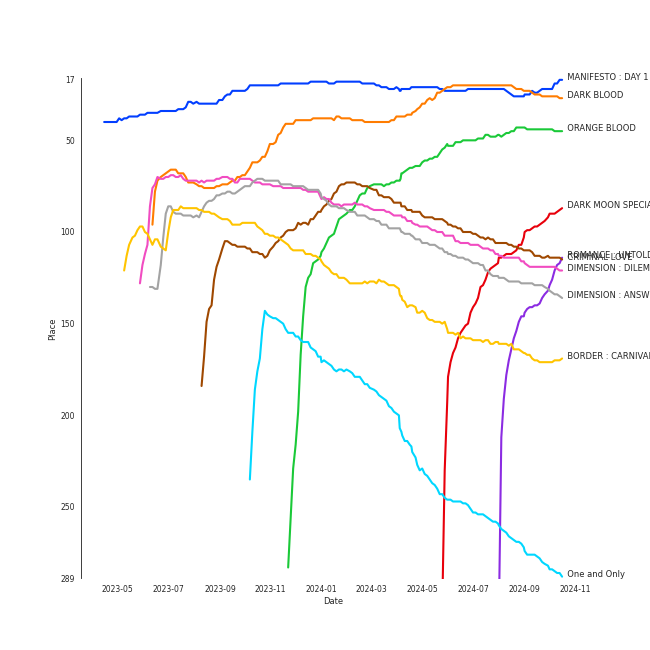 17
50
100
150
200
250
289
Place
2023-05
2023-07
2023-09
2023-11
2024-01
2024-03
2024-05
2024-07
2024-09
2024-11
Date
MANIFESTO : DAY 1
DARK BLOOD
ORANGE BLOOD
DARK MOON SPECIA
ROMANCE : UNTOLD
CRIMINAL LOVE
DIMENSION : DILEM
DIMENSION : ANSW
BORDER : CARNIVA
One and Only